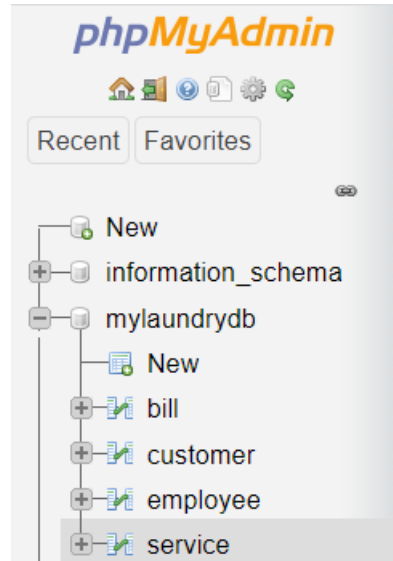 phpMyAdmin
Recent Favorites
New
information_schema
mylaundrydb
New
bill
customer
employee
service